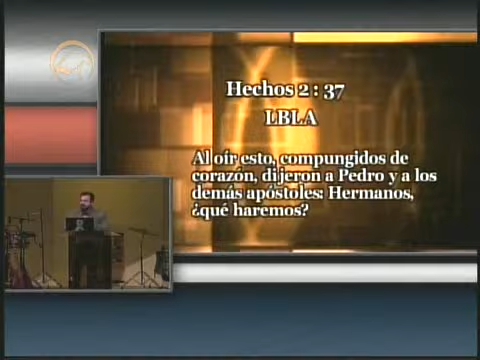 Hechos 2 : 37
LBLA
Al oír esto, compungidos de
corazón, dijeron a Pedro y a los
demás apóstoles: Hermanos,
¿qué haremos?